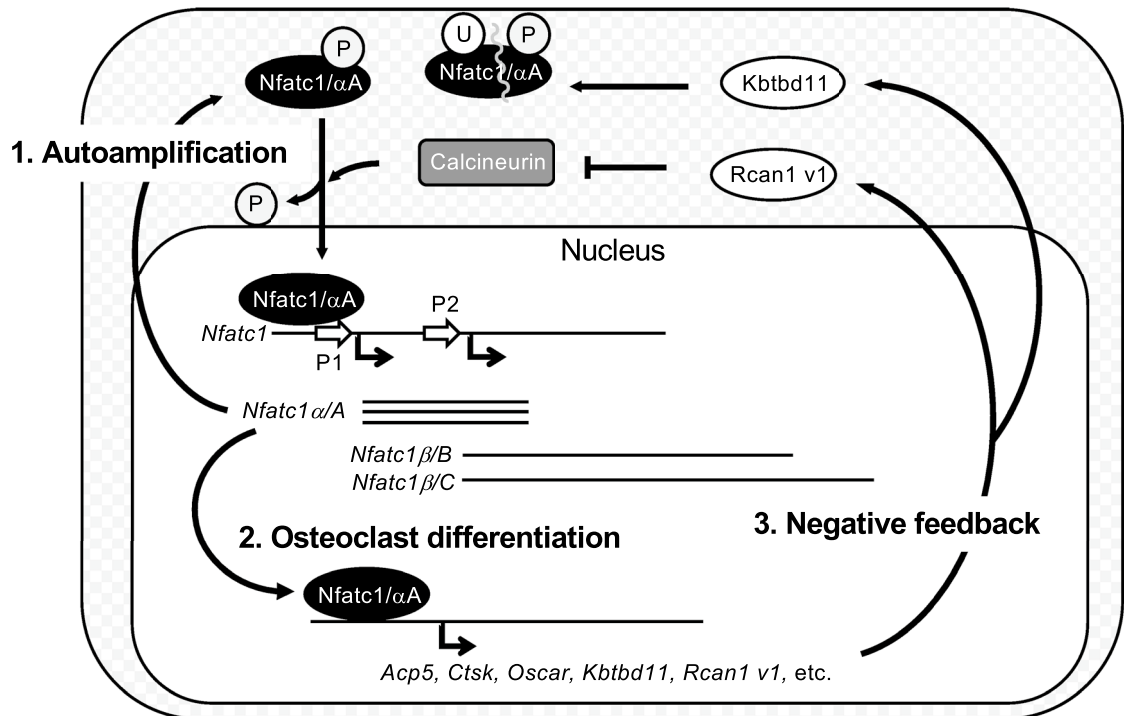 U
P
P
Nfatc1/αA
Nfatc1/αA
Kbtbd11
1. Autoamplification
Calcineurin
Rcan1 v1
P
Nucleus
Nfatc1/αA
P2
Nfatc1
P1
Nfatc1α/A
Nfatc1β/B
Nfatc1β/C
3. Negative feedback
2. Osteoclast differentiation
Nfatc1/αA
Acp5, Ctsk, Oscar, Kbtbd11, Rcan1 v1, etc.